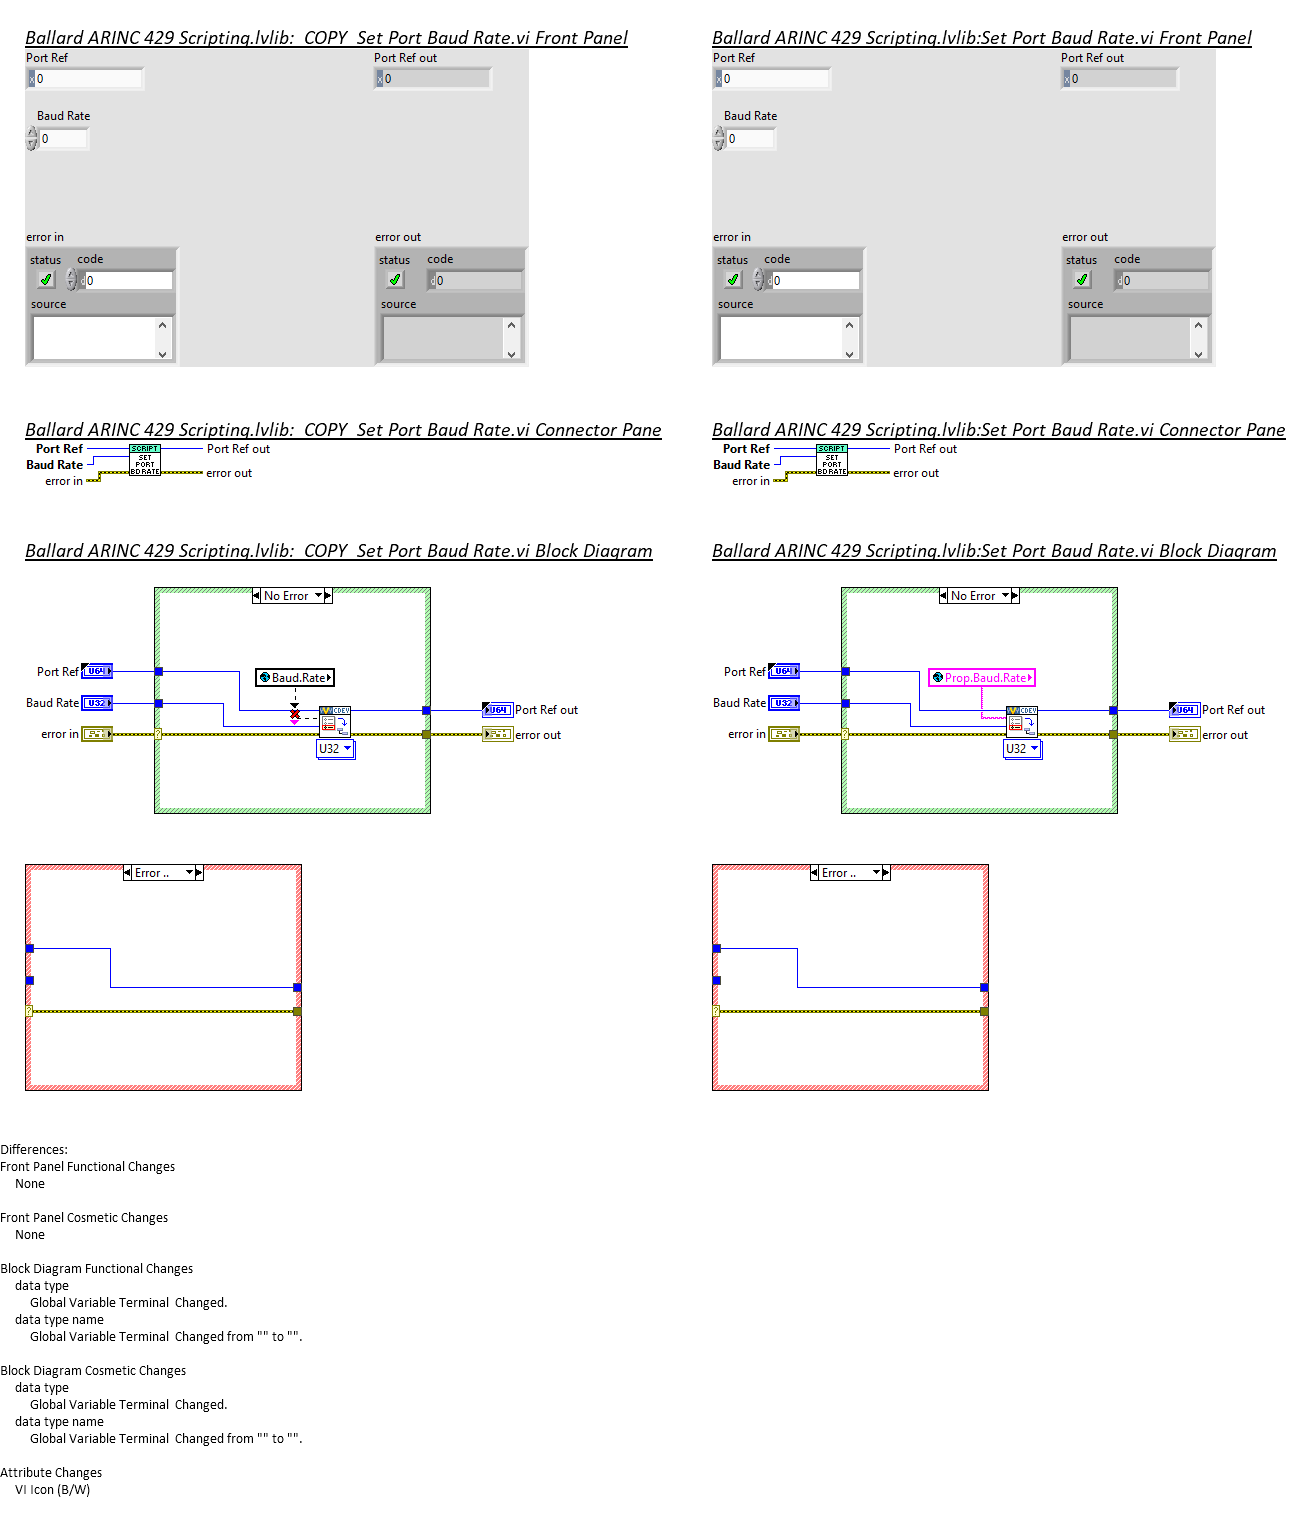 Ballard ARINC 429 Scripting.lvlib:  COPY  Set Port Baud Rate.vi Front Panel
Port Ref
Port Ref out
x 0
x 0
Baud Rate
0
error in
error out
status code
status code
d 0
d 0
source
source
Ballard ARINC 429 Scripting.lvlib:Set Port Baud Rate.vi Front Panel
Port Ref
Port Ref out
x 0
x 0
Baud Rate
0
error in
error out
status code
status code
d 0
d 0
source
source
Ballard ARINC 429 Scripting.lvlib:  COPY  Set Port Baud Rate.vi Connector Pane
Port Ref
Baud Rate
error in
SCRIPT
SET
PORT
BD RATE
Port Ref out
error out
Ballard ARINC 429 Scripting.lvlib:Set Port Baud Rate.vi Connector Pane
Port Ref
Baud Rate
error in
SCRIPT
SET
PORT
BD RATE
Port Ref out
error out
Ballard ARINC 429 Scripting.lvlib:  COPY  Set Port Baud Rate.vi Block Diagram
No Error
Port Ref U64
Baud.Rate
Baud Rate U32
CDEV
U64 Port Ref out
error in
?
error out
U32
Error ..
?
Ballard ARINC 429 Scripting.lvlib:Set Port Baud Rate.vi Block Diagram
No Error
Port Ref U64
Prop.Baud.Rate
Baud Rate U32
CDEV
U64 Port Ref out
error in
?
error out
U32
Error ..
?
Differences:
Front Panel Functional Changes
None
Front Panel Cosmetic Changes
None
Block Diagram Functional Changes
data type
Global Variable Terminal  Changed.
data type name
Global Variable Terminal  Changed from "" to "".
Block Diagram Cosmetic Changes
data type
Global Variable Terminal  Changed.
data type name
Global Variable Terminal  Changed from "" to "".
Attribute Changes
VI Icon (B/W)